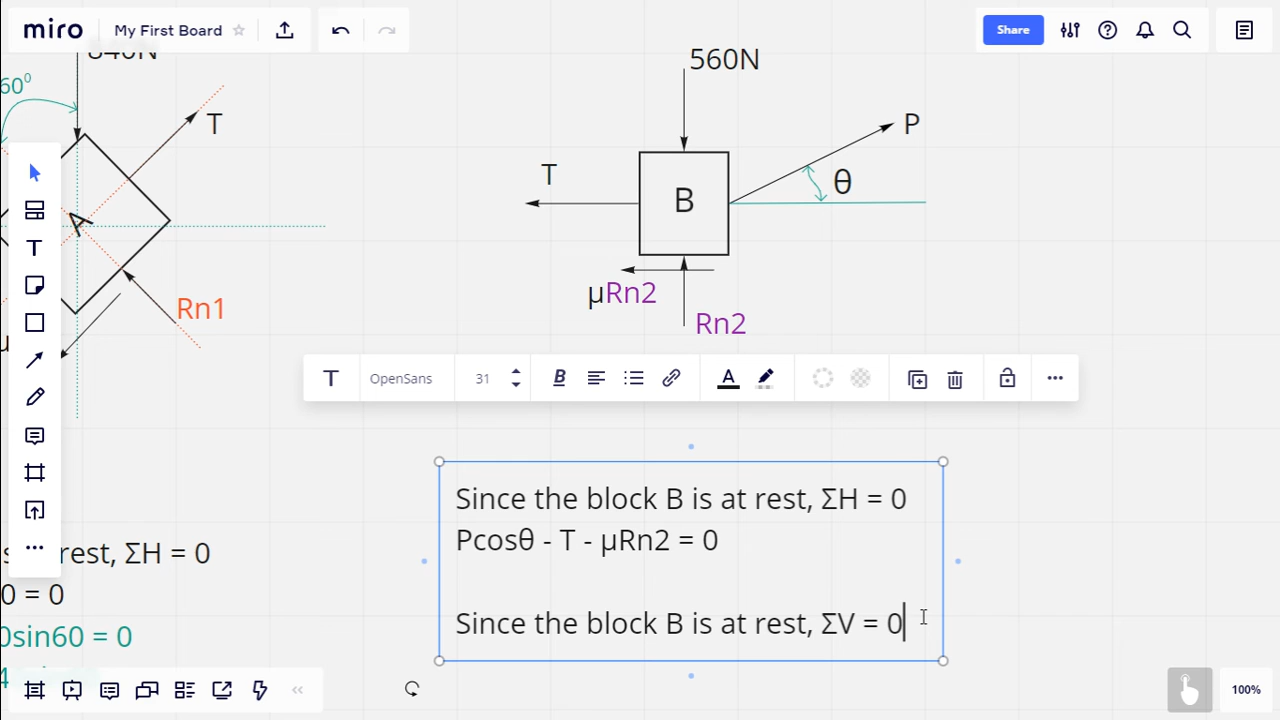 miro
My First Board
Share
840N
60⁰
T
A
Rn1
μ
560N
P
T
B
θ
μRn2
Rn2
T
OpenSans
31
B
A
Since the block B is at rest, ΣH = 0
Pcosθ - T - μRn2 = 0
Since the block B is at rest, ΣV = 0
T
rest, ΣH = 0
0 = 0
0sin60 = 0
100%